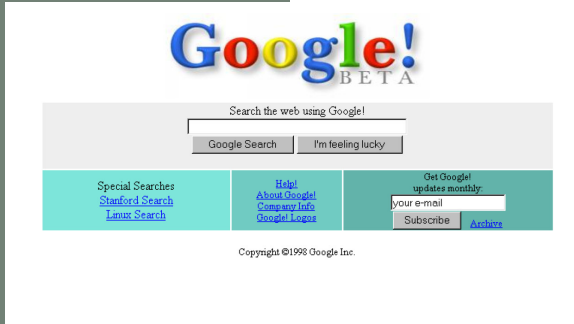 Google!
BETA
Search the web using Google!
Google Search I'm feeling lucky
Special Searches
Stanford Search
Linux Search
Help!
About Google!
Company Info
Google! Logos
Get Google!
updates monthly:
your e-mail
Subscribe Archive
Copyright ©1998 Google Inc.